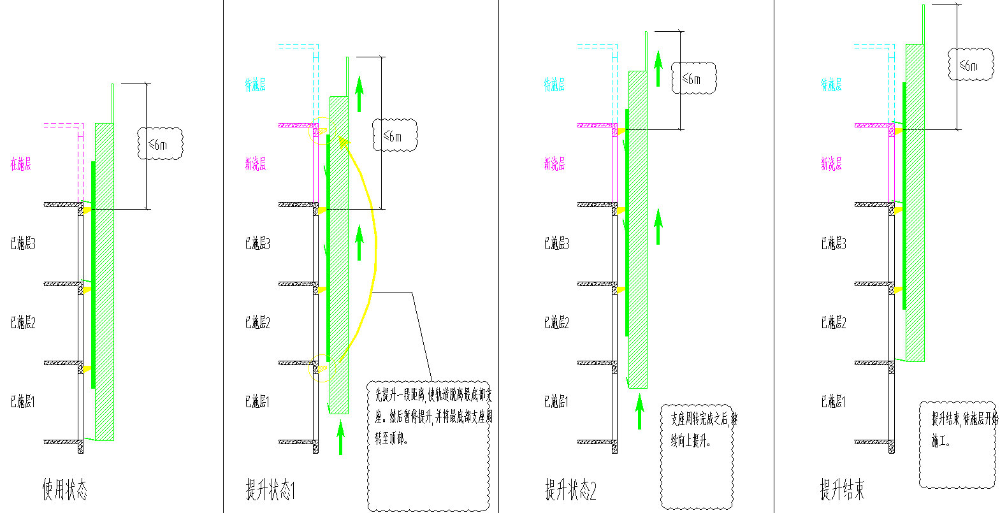 ≤6m
在施层
已施层3
已施层2
已施层1
使用状态
待施层
≤6m
新浇层
已施层3
已施层2
已施层1
先提升一段距离,使轨道脱离最底部支
座。然后暂停提升,并将最底部支座周
转至顶部。
提升状态1
待施层
≤6m
新浇层
已施层3
已施层2
已施层1
支座周转完成之后,继
续向上提升。
提升状态2
≤6m
待施层
新浇层
已施层3
已施层2
已施层1
提升结束,待施层开始
施工。
提升结束